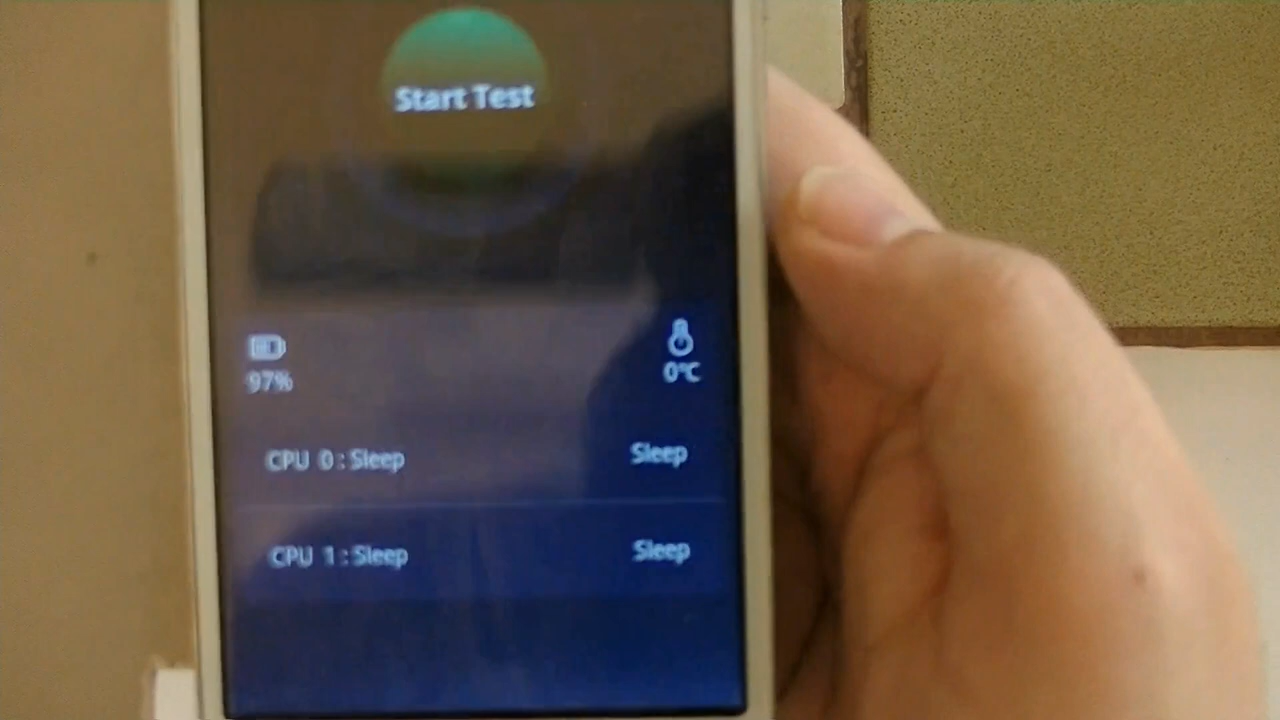 Start Test
97%
0°C
CPU 0 : Sleep
Sleep
CPU 1 : Sleep
Sleep